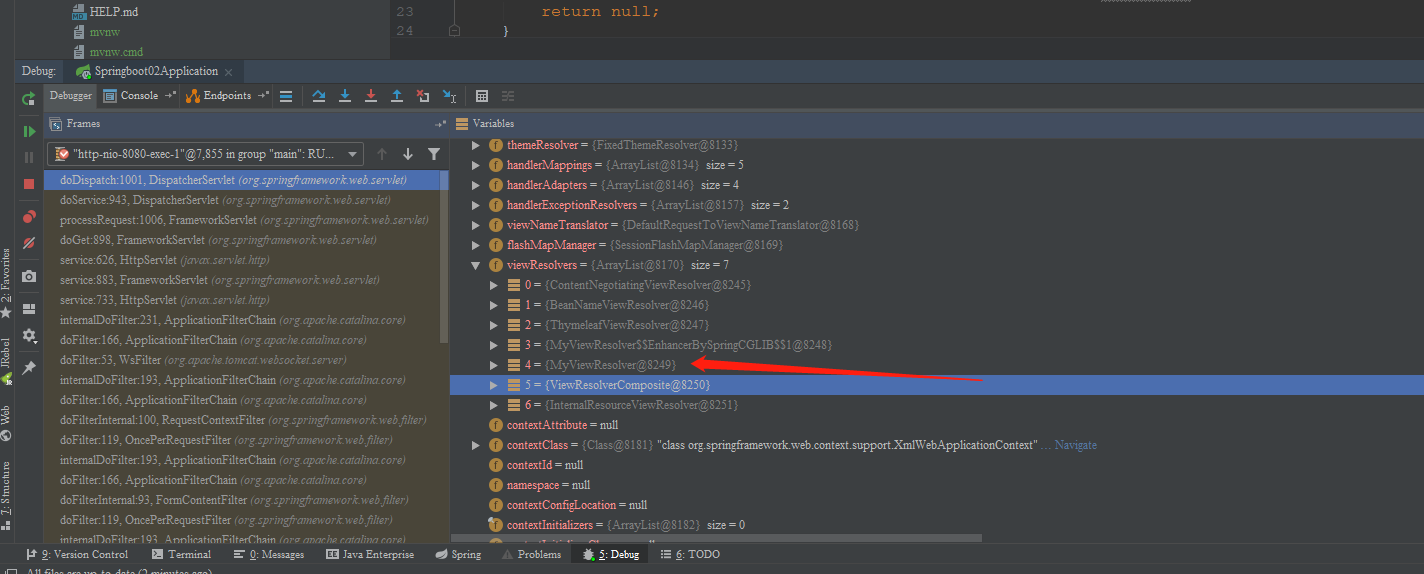 HELP.md
mvnw
mvnw.cmd
23 return null;
24 }
Debug: Springboot02Application
Debugger Console Endpoints
Frames
"http-nio-8080-exec-1"@7,855 in group "main": RU...
doDispatch:1001, DispatcherServlet (org.springframework.web.servlet)
doService:943, DispatcherServlet (org.springframework.web.servlet)
processRequest:1006, FrameworkServlet (org.springframework.web.servlet)
doGet:898, FrameworkServlet (org.springframework.web.servlet)
service:626, HttpServlet (javax.servlet.http)
service:883, FrameworkServlet (org.springframework.web.servlet)
service:733, HttpServlet (javax.servlet.http)
internalDoFilter:231, ApplicationFilterChain (org.apache.catalina.core)
doFilter:166, ApplicationFilterChain (org.apache.catalina.core)
doFilter:53, WsFilter (org.apache.tomcat.websocket.server)
internalDoFilter:193, ApplicationFilterChain (org.apache.catalina.core)
doFilter:166, ApplicationFilterChain (org.apache.catalina.core)
doFilterInternal:100, RequestContextFilter (org.springframework.web.filter)
doFilter:119, OncePerRequestFilter (org.springframework.web.filter)
internalDoFilter:193, ApplicationFilterChain (org.apache.catalina.core)
doFilter:166, ApplicationFilterChain (org.apache.catalina.core)
doFilterInternal:93, FormContentFilter (org.springframework.web.filter)
doFilter:119, OncePerRequestFilter (org.springframework.web.filter)
internalDoFilter:193, ApplicationFilterChain (org.apache.catalina.core)
Variables
themeResolver = {FixedThemeResolver@8133}
handlerMappings = {ArrayList@8134} size = 5
handlerAdapters = {ArrayList@8146} size = 4
handlerExceptionResolvers = {ArrayList@8157} size = 2
viewNameTranslator = {DefaultRequestToViewNameTranslator@8168}
flashMapManager = {SessionFlashMapManager@8169}
viewResolvers = {ArrayList@8170} size = 7
0 = {ContentNegotiatingViewResolver@8245}
1 = {BeanNameViewResolver@8246}
2 = {ThymeleafViewResolver@8247}
3 = {MyViewResolver$$EnhancerBySpringCGLIB$$1@8248}
4 = {MyViewResolver@8249}
5 = {ViewResolverComposite@8250}
6 = {InternalResourceViewResolver@8251}
contextAttribute = null
contextClass = {Class@8181} "class org.springframework.web.context.support.XmlWebApplicationContext" ... Navigate
contextId = null
namespace = null
contextConfigLocation = null
contextInitializers = {ArrayList@8182} size = 0
2: Favorites
JRebel
Web
7: Structure
9: Version Control Terminal 0: Messages Java Enterprise Spring Problems 5: Debug 6: TODO
All files are up-to-date (2 minutes ago)